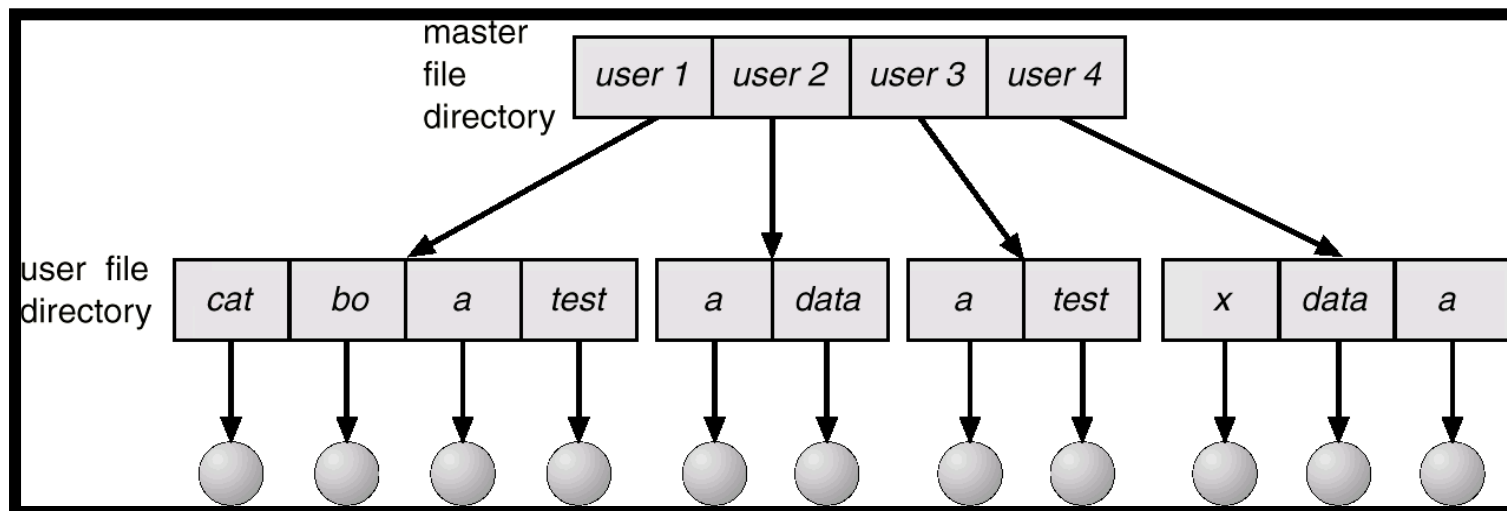 master
file
directory
user 1 user 2 user 3 user 4
user file
directory
cat bo a test a data a test x data a